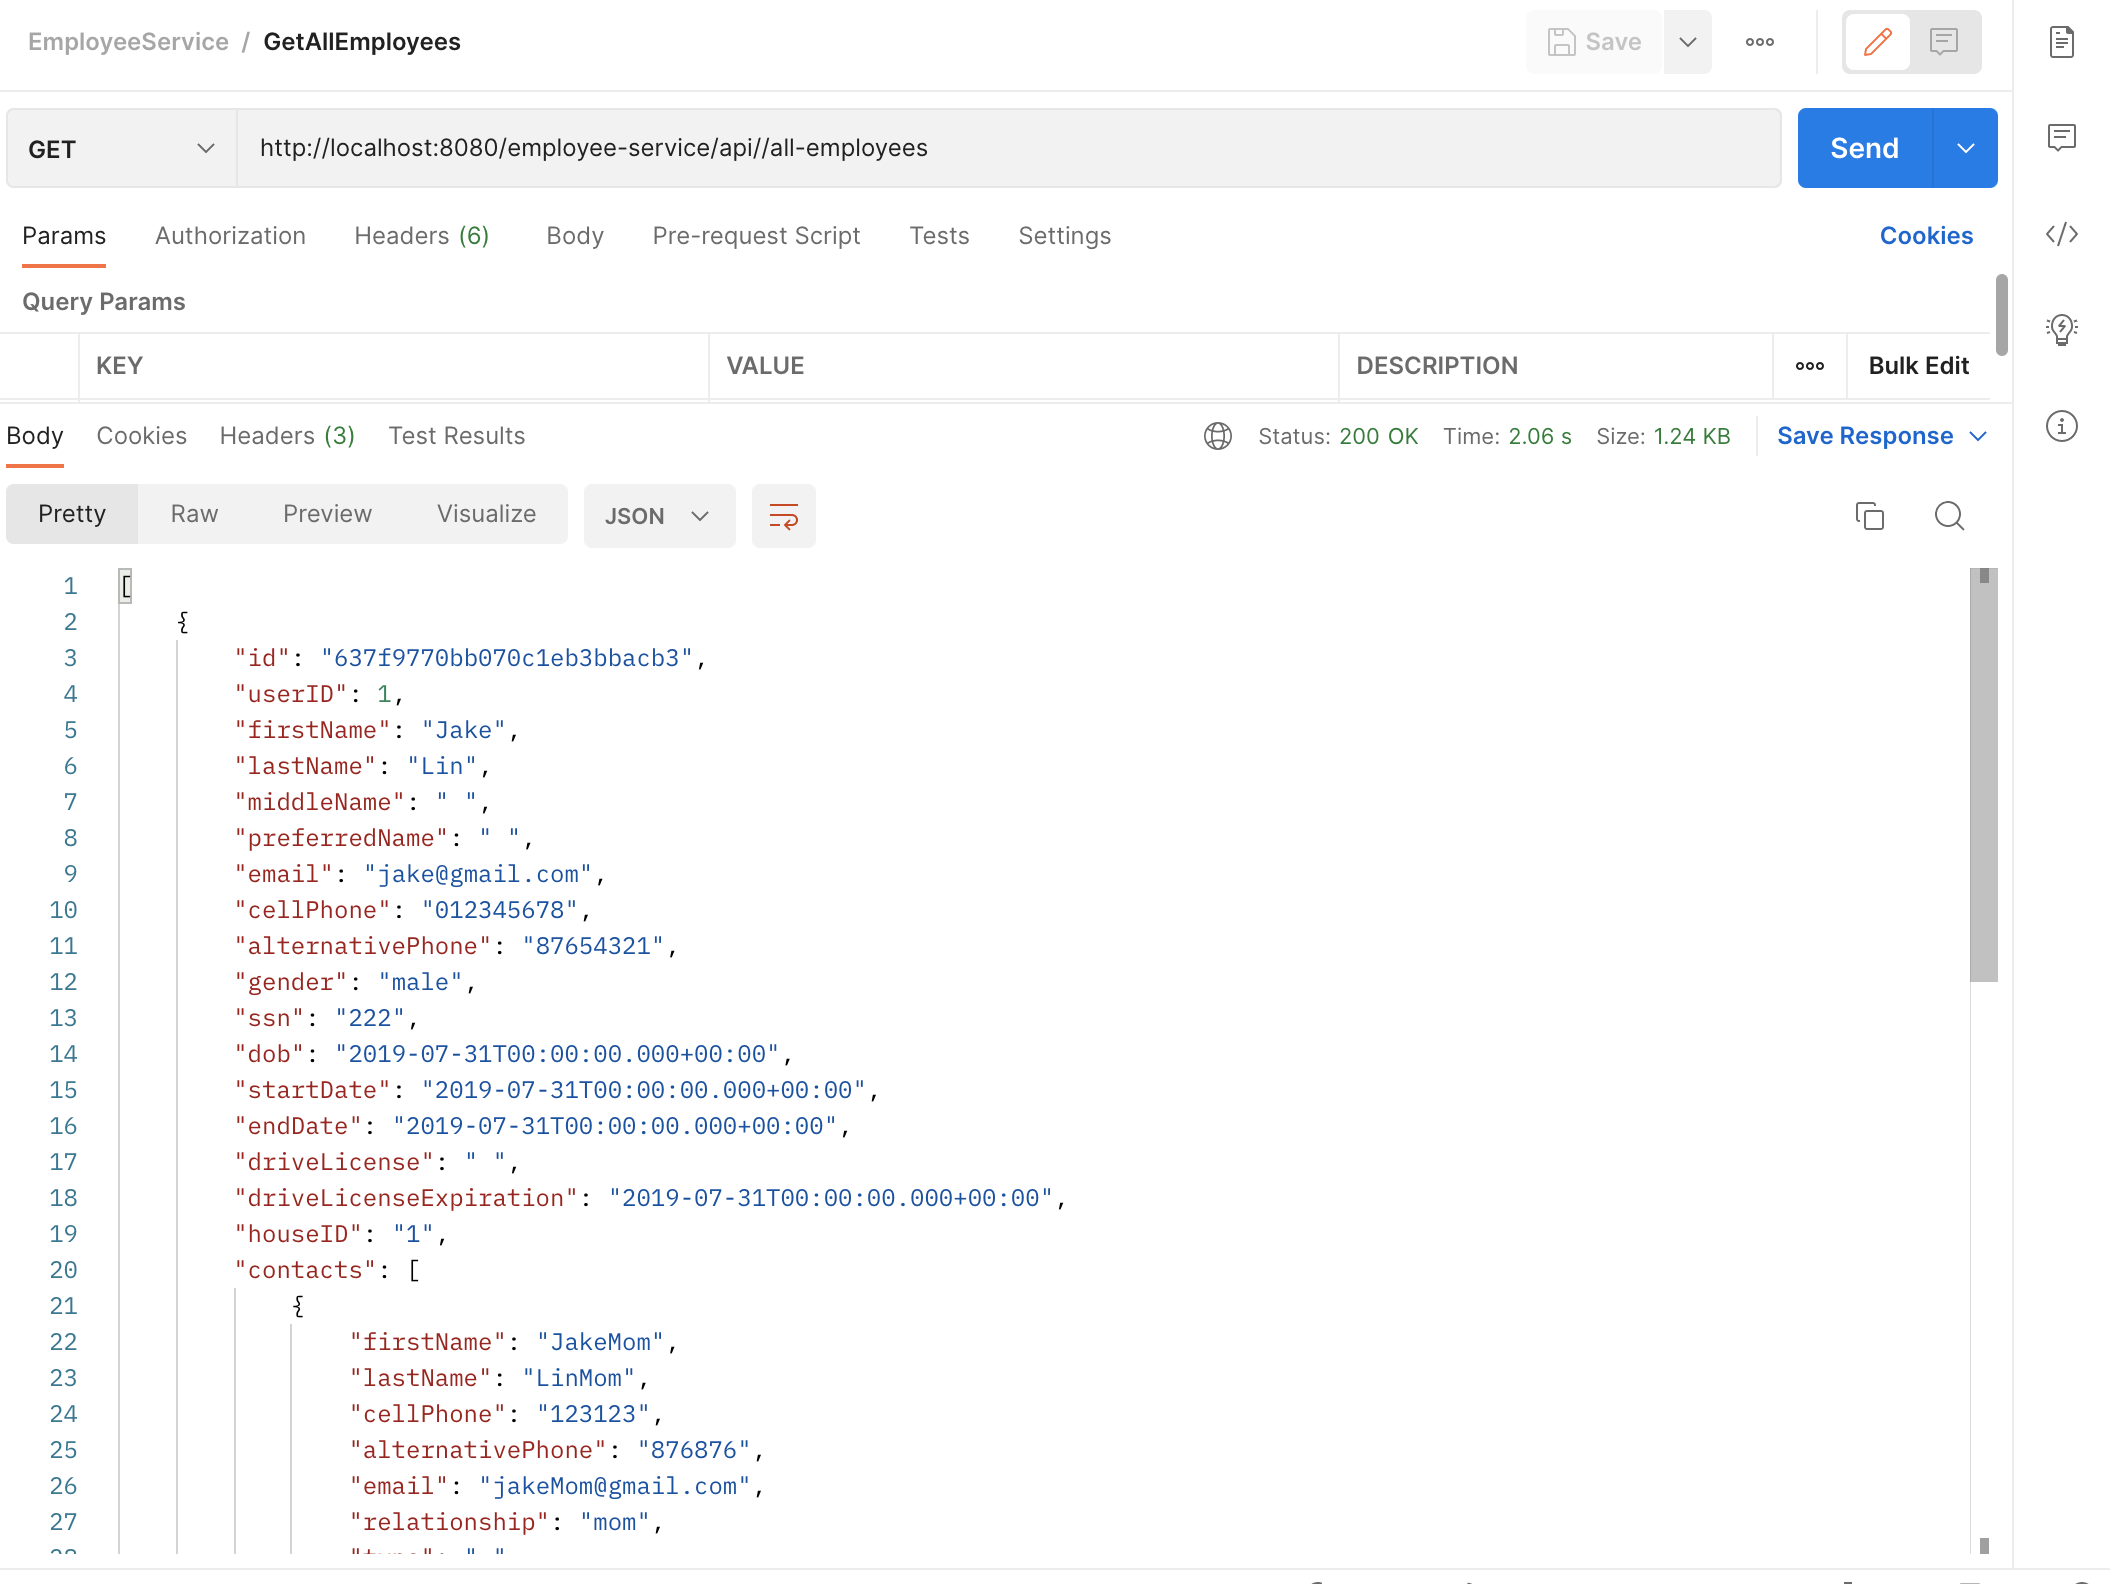 EmployeeService / GetAllEmployees
Save
GET http://localhost:8080/employee-service/api//all-employees Send
Params Authorization Headers (6) Body Pre-request Script Tests Settings Cookies
Query Params
KEY VALUE DESCRIPTION Bulk Edit
Body Cookies Headers (3) Test Results Status: 200 OK Time: 2.06 s Size: 1.24 KB Save Response
Pretty Raw Preview Visualize JSON
1 [
2 {
3 "id": "637f9770bb070c1eb3bbacb3",
4 "userID": 1,
5 "firstName": "Jake",
6 "lastName": "Lin",
7 "middleName": " ",
8 "preferredName": " ",
9 "email": "jake@gmail.com",
10 "cellPhone": "012345678",
11 "alternativePhone": "87654321",
12 "gender": "male",
13 "ssn": "222",
14 "dob": "2019-07-31T00:00:00.000+00:00",
15 "startDate": "2019-07-31T00:00:00.000+00:00",
16 "endDate": "2019-07-31T00:00:00.000+00:00",
17 "driveLicense": " ",
18 "driveLicenseExpiration": "2019-07-31T00:00:00.000+00:00",
19 "houseID": "1",
20 "contacts": [
21 {
22 "firstName": "JakeMom",
23 "lastName": "LinMom",
24 "cellPhone": "123123",
25 "alternativePhone": "876876",
26 "email": "jakeMom@gmail.com",
27 "relationship": "mom",